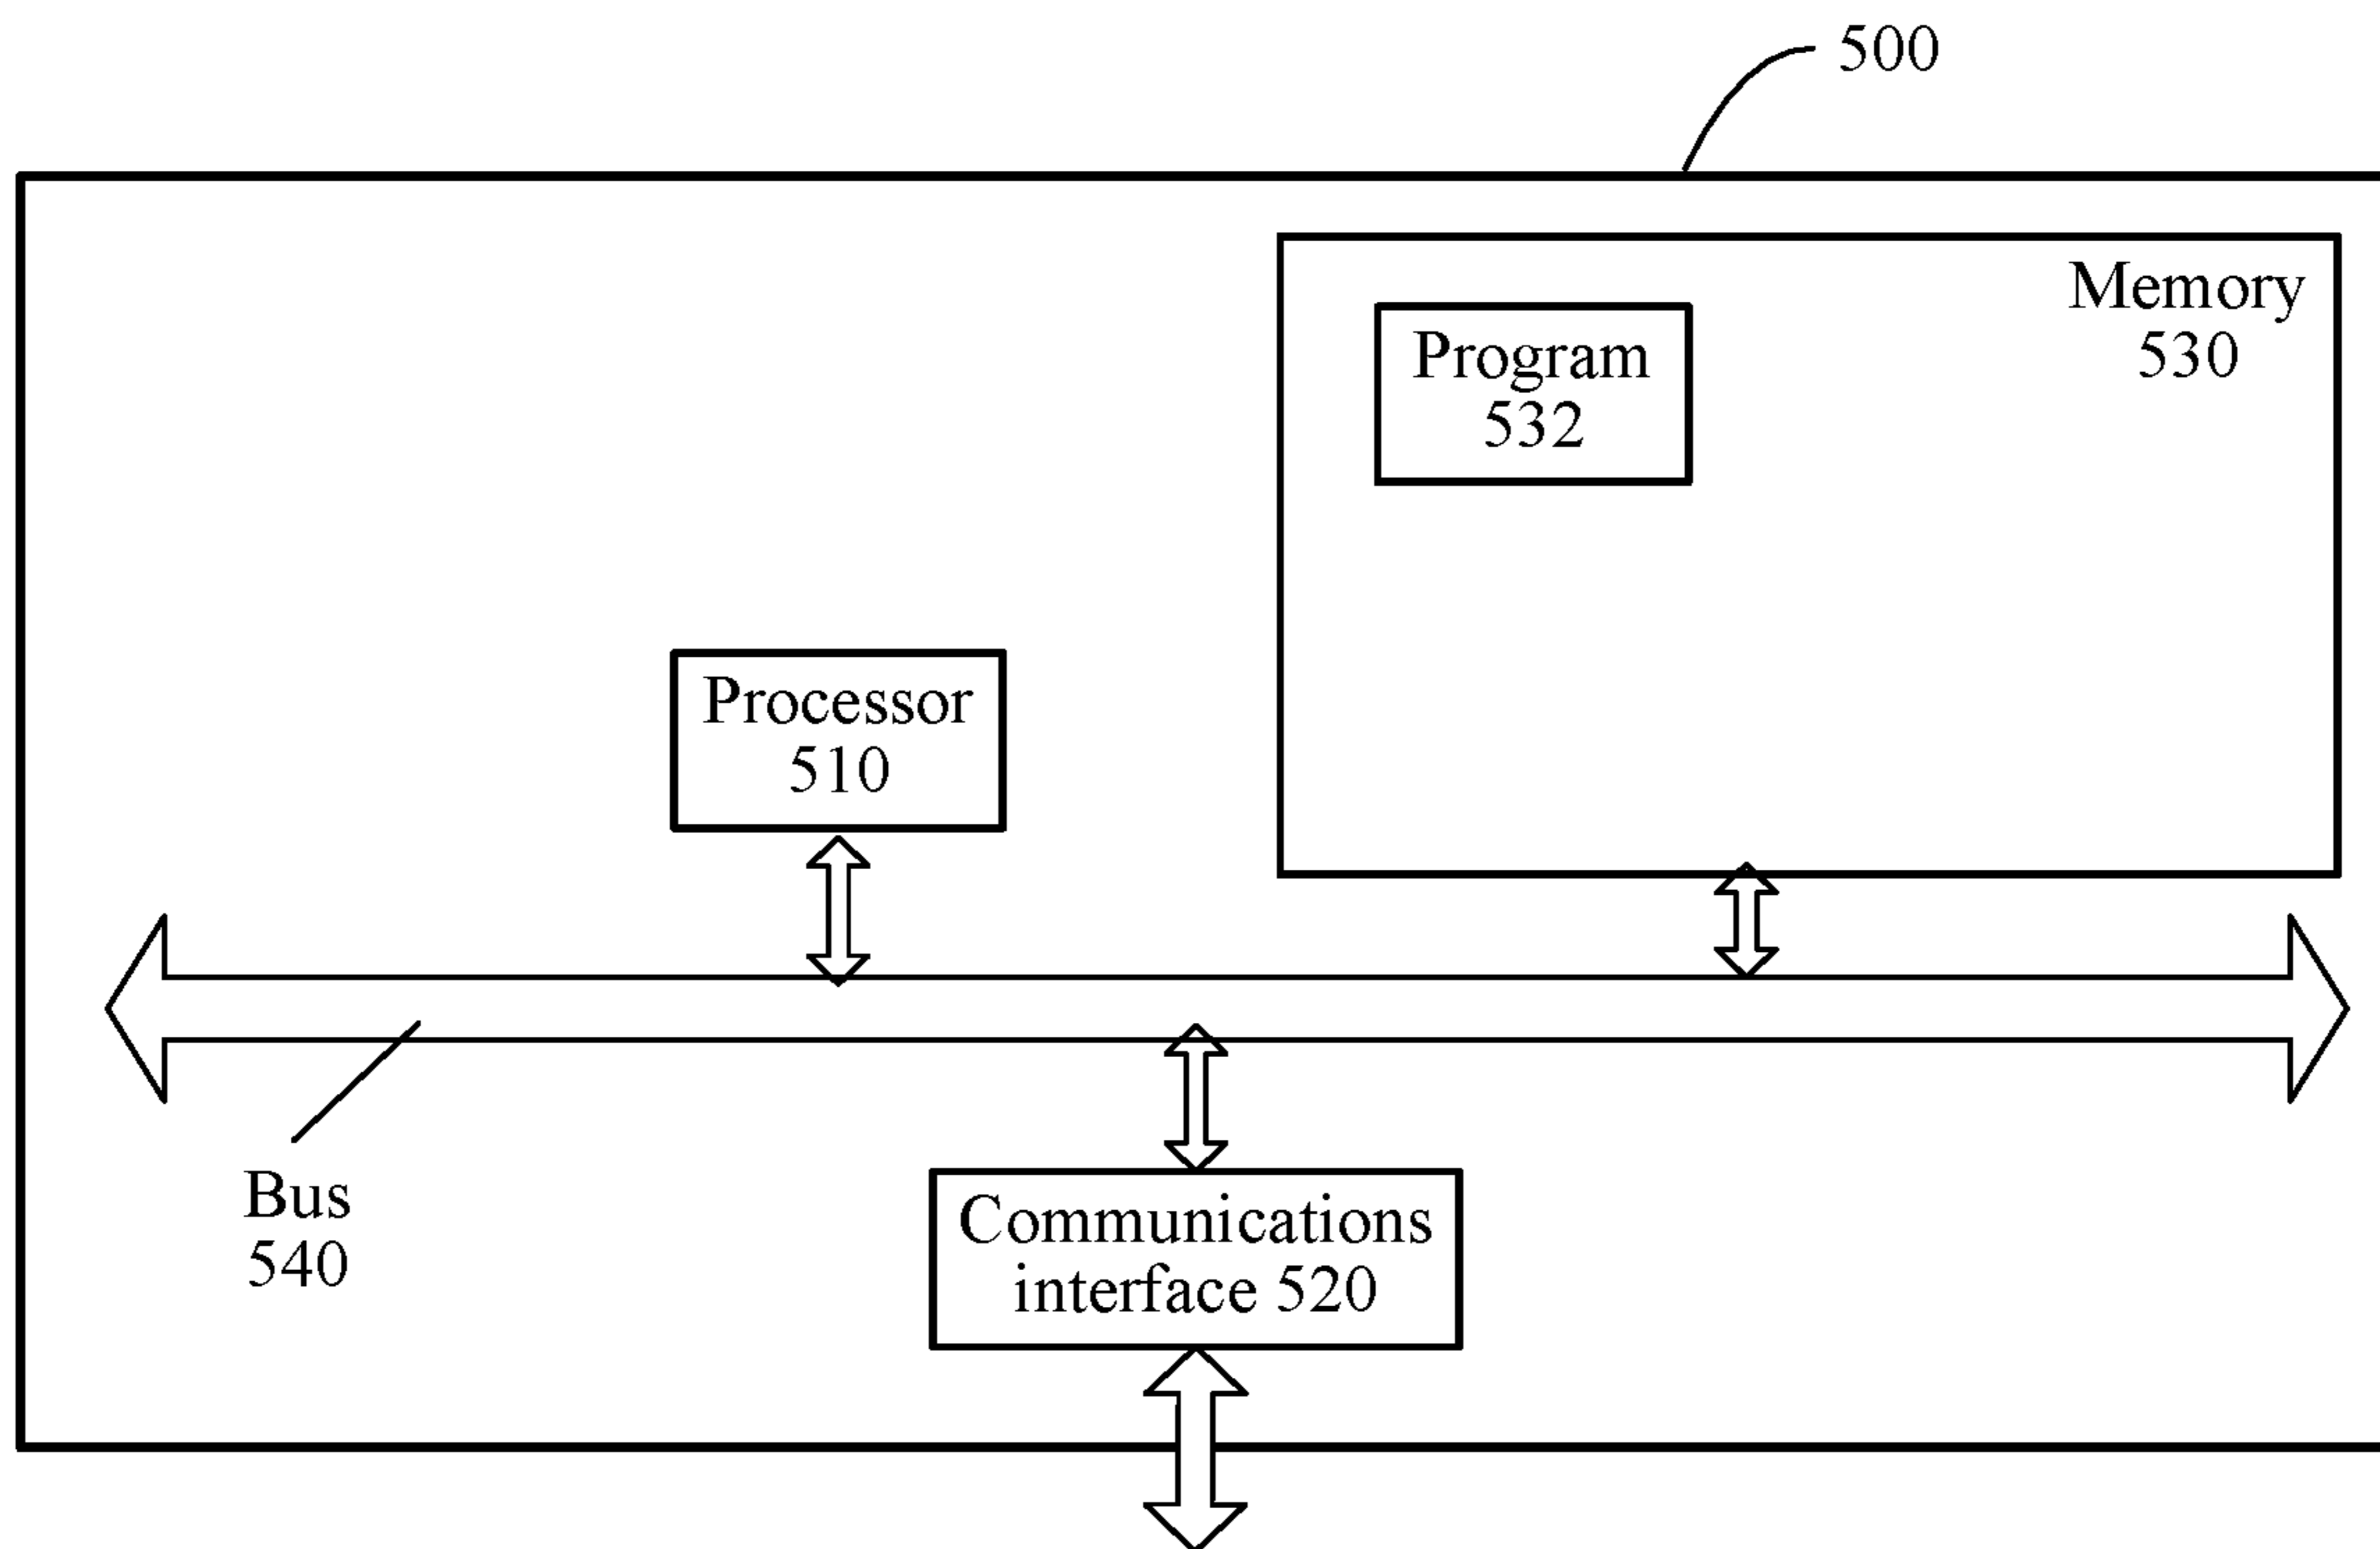 500
Memory
530
Program
532
Processor
510
Bus
540
Communications
interface 520